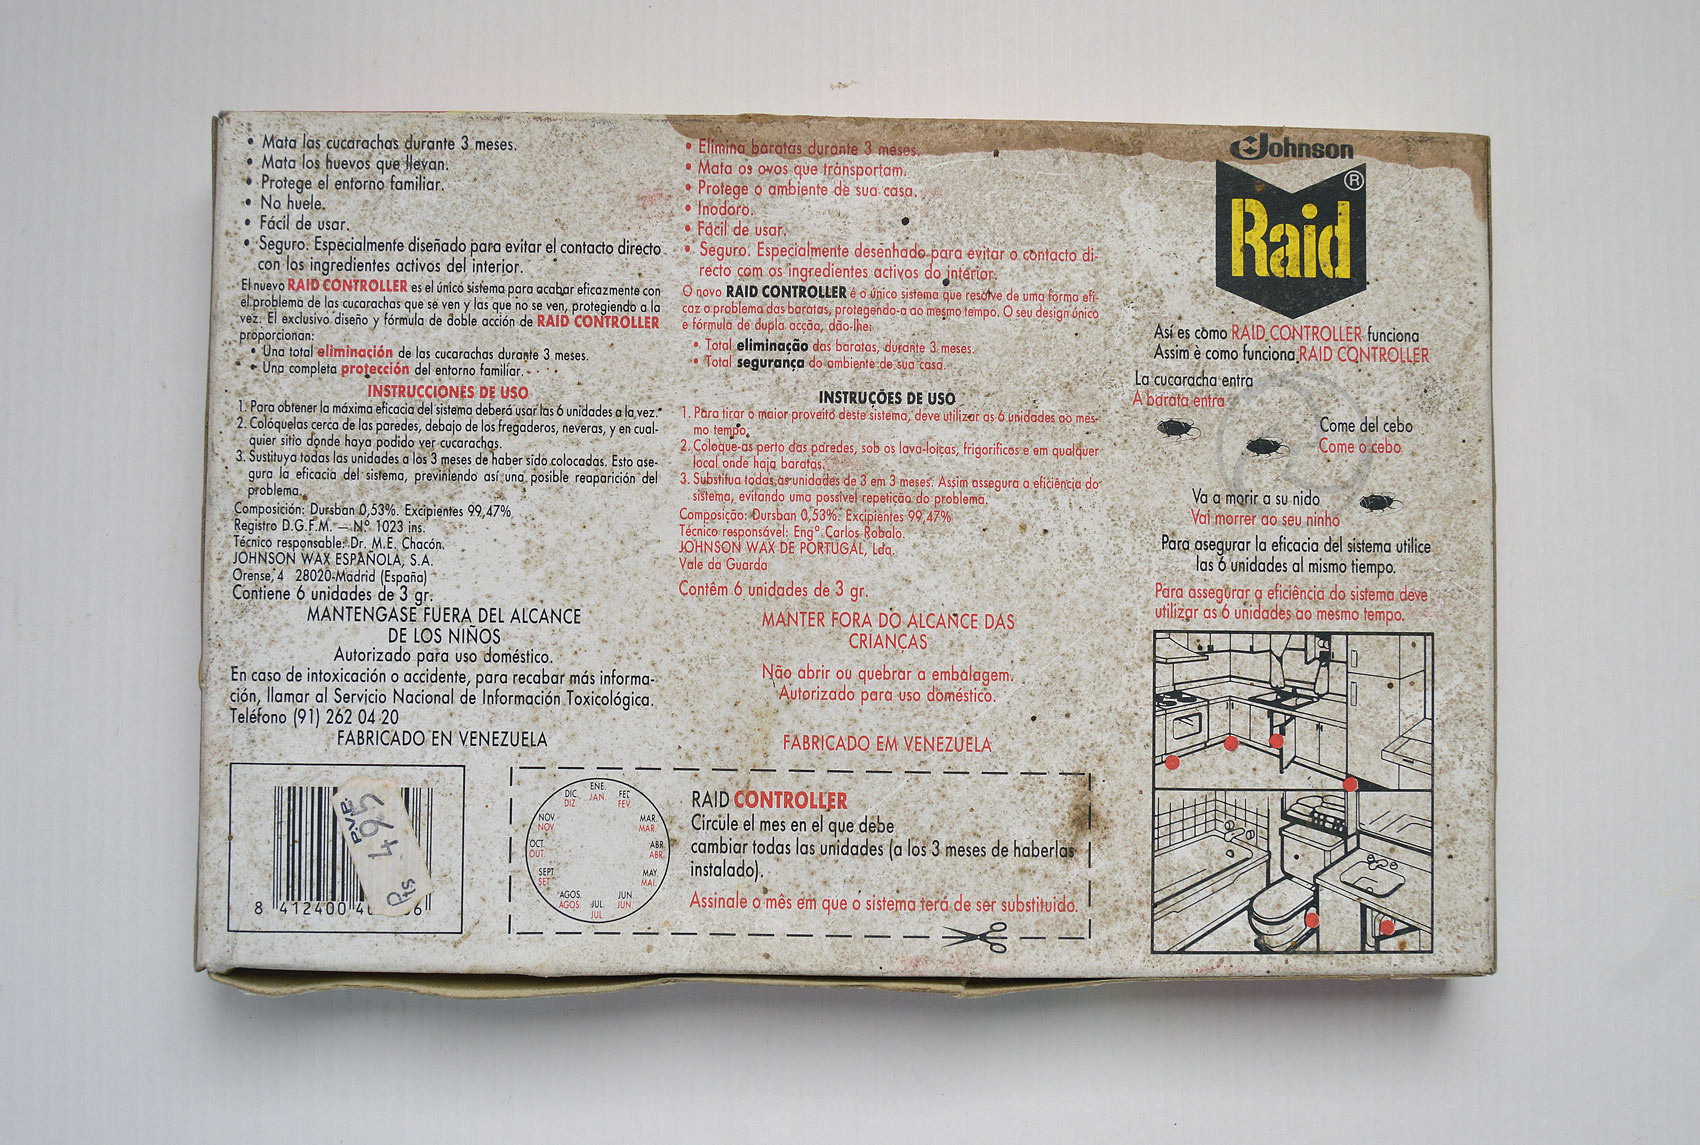 • Mata las cucarachas durante 3 meses.
• Mata los huevos que llevan.
• Protege el entorno familiar.
• No huele.
• Fácil de usar.
• Seguro. Especialmente diseñado para evitar el contacto directo
con los ingredientes activos del interior.
El nuevo RAID CONTROLLER es el único sistema para acabar eficazmente con
el problema de las cucarachas que se ven y las que no se ven, protegiendo a la
vez. El exclusivo diseño y fórmula de doble acción de RAID CONTROLLER
proporcionan:
• Una total eliminación de las cucarachas durante 3 meses.
• Una completa protección del entorno familiar.
INSTRUCCIONES DE USO
1. Para obtener la máxima eficacia del sistema deberá usar las 6 unidades a la vez.
2. Colóquelas cerca de las paredes, debajo de los fregaderos, neveras, y en cual-
quier sitio donde haya podido ver cucarachas.
3. Sustituya todas las unidades a los 3 meses de haber sido colocadas. Esto ase-
gura la eficacia del sistema, previniendo así una posible reaparición del
problema.
Composición: Dursban 0,53%. Excipientes 99,47%
Registro D.G.F.M. — N.º 1023 ins.
Técnico responsable: Dr. M.E. Chacón.
JOHNSON WAX ESPAÑOLA, S.A.
Orense, 4 28020-Madrid (España)
Contiene 6 unidades de 3 gr.
MANTENGASE FUERA DEL ALCANCE
DE LOS NIÑOS
Autorizado para uso doméstico.
En caso de intoxicación o accidente, para recabar más informa-
ción, llamar al Servicio Nacional de Información Toxicológica.
Teléfono (91) 262 04 20
FABRICADO EN VENEZUELA
PVP
495
Pts
8 412400 4 6
• Elimina baratas durante 3 meses.
• Mata os ovos que transportam.
• Protege o ambiente de sua casa.
• Inodoro.
• Fácil de usar.
• Seguro. Especialmente desenhado para evitar o contacto di-
recto com os ingredientes activos do interior.
O novo RAID CONTROLLER é o único sistema que resolve de uma forma efi-
caz o problema das baratas, protegendo-a ao mesmo tempo. O seu design único
e fórmula de dupla acção, dão-lhe:
• Total eliminação das baratas, durante 3 meses.
• Total segurança do ambiente de sua casa.
INSTRUÇÕES DE USO
1. Para tirar o maior proveito deste sistema, deve utilizar as 6 unidades ao mes-
mo tempo.
2. Coloque-as perto das paredes, sob os lava-loiças, frigorificos e em qualquer
local onde haja baratas.
3. Substitua todas as unidades de 3 em 3 meses. Assim assegura a eficiência do
sistema, evitando uma possível repetição do problema.
Composição: Dursban 0,53%. Excipientes 99,47%
Técnico responsável: Engº Carlos Robalo.
JOHNSON WAX DE PORTUGAL, Lda.
Vale da Guarda
Contêm 6 unidades de 3 gr.
MANTER FORA DO ALCANCE DAS
CRIANÇAS
Não abrir ou quebrar a embalagem.
Autorizado para uso doméstico.
FABRICADO EM VENEZUELA
ENE.
JAN.
FEB.
FEV.
MAR.
MAR.
ABR.
ABR.
MAY.
MAI.
JUN.
JUN
JUL.
JUL
AGOS.
AGOS.
SEPT.
SET
OCT.
OUT.
NOV.
NOV.
DIC.
DIZ.
RAID CONTROLLER
Circule el mes en el que debe
cambiar todas las unidades (a los 3 meses de haberlas
instalado).
Assinale o mês em que o sistema terá de ser substituido.
Johnson
Raid ®
Así es como RAID CONTROLLER funciona
Assim è como funciona RAID CONTROLLER
La cucaracha entra
A barata entra
Come del cebo
Come o cebo
Va a morir a su nido
Vai morrer ao seu ninho
Para asegurar la eficacia del sistema utilice
las 6 unidades al mismo tiempo.
Para assegurar a eficiência do sistema deve
utilizar as 6 unidades ao mesmo tempo.